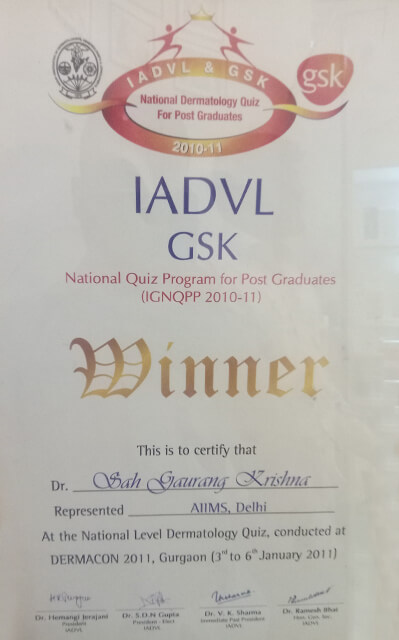 IADVL & GSK
gsk
National Dermatology Quiz
For Post Graduates
2010-11
IADVL
GSK
National Quiz Program for Post Graduates
(IGNQPP 2010-11)
Winner
This is to certify that
Dr. Sah Gaurang Krishna
Represented AIIMS, Delhi
At the National Level Dermatology Quiz, conducted at
DERMACON 2011, Gurgaon (3rd to 6th January 2011)
Dr. Hemangi Jerajani
President
IADVL
Dr. S.D.N Gupta
President - Elect
IADVL
Dr. V. K. Sharma
Immediate Past President
IADVL
Dr. Ramesh Bhat
Hon. Gen. Sec.
IADVL